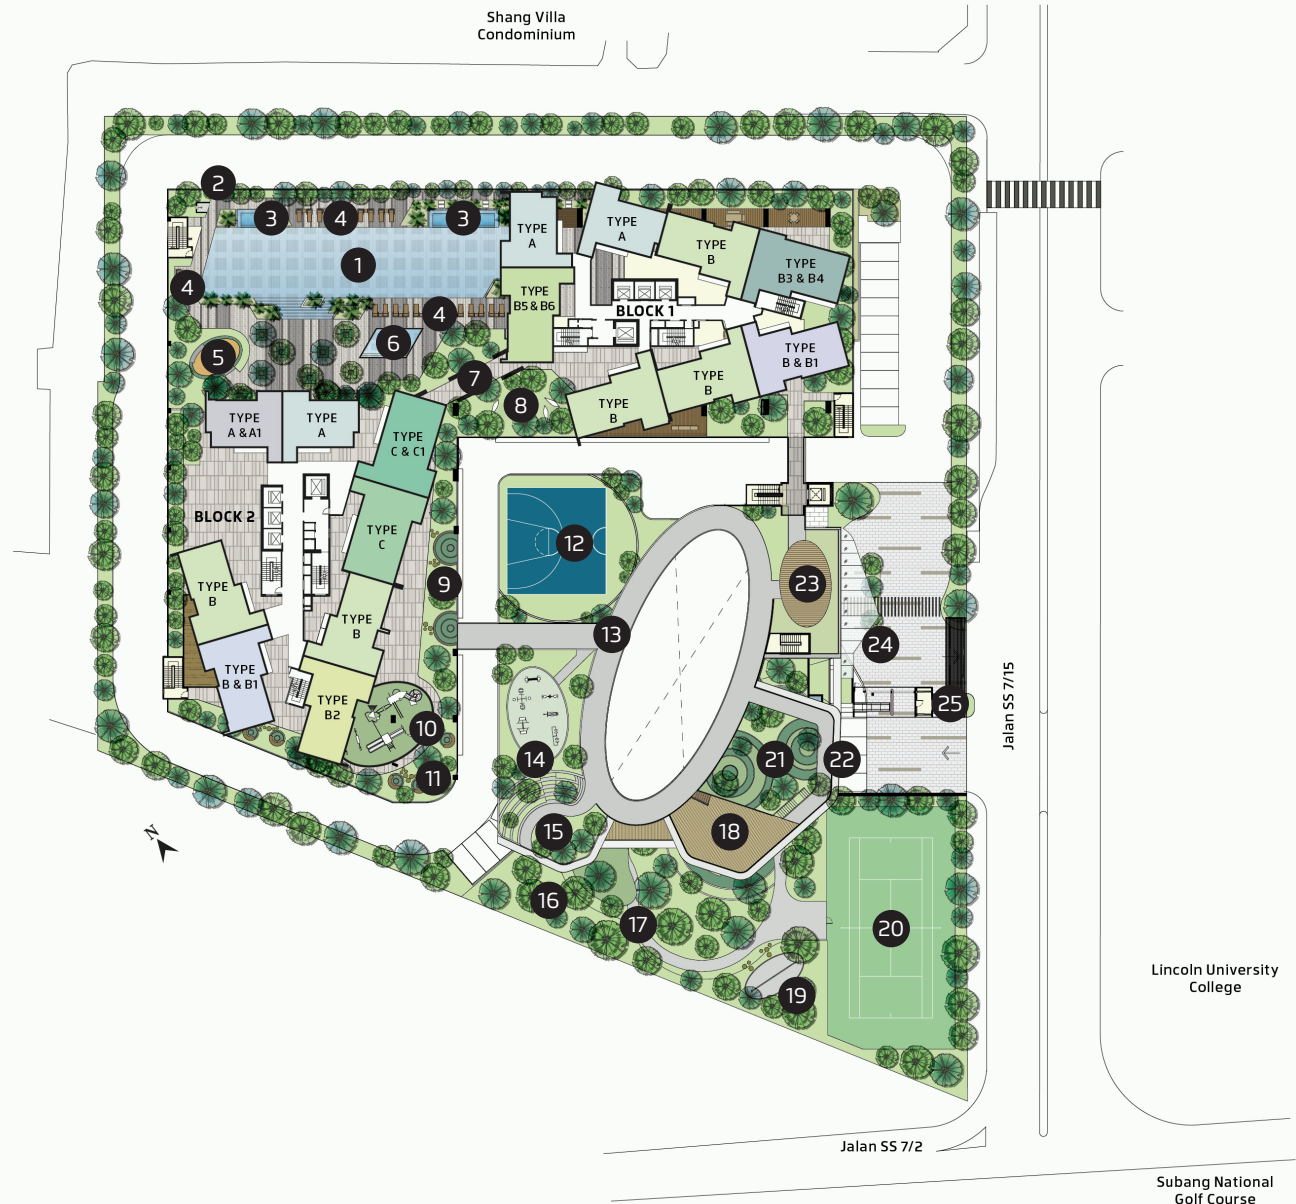 Shang Villa
Condominium
2
3
4
3
1
4
4
TYPE
A
TYPE
A
TYPE
B
TYPE
B3 & B4
TYPE
B5 & B6
BLOCK 1
5
6
7
8
TYPE
B & B1
TYPE
B
TYPE
B
TYPE
A & A1
TYPE
A
TYPE
C & C1
BLOCK 2
TYPE
C
12
9
13
23
24
TYPE
B
TYPE
B
TYPE
B & B1
TYPE
B2
10
11
14
15
21
22
25
18
16
17
19
20
N
Jalan SS 7/15
Lincoln University
College
Jalan SS 7/2
Subang National
Golf Course